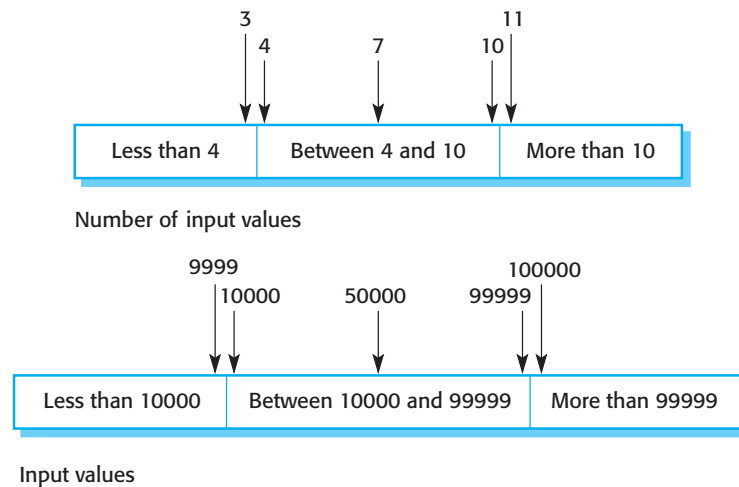 3
11
4
7
10
Less than 4
Between 4 and 10
More than 10
Number of input values
9999
100000
10000
50000
99999
Less than 10000
Between 10000 and 99999
More than 99999
Input values